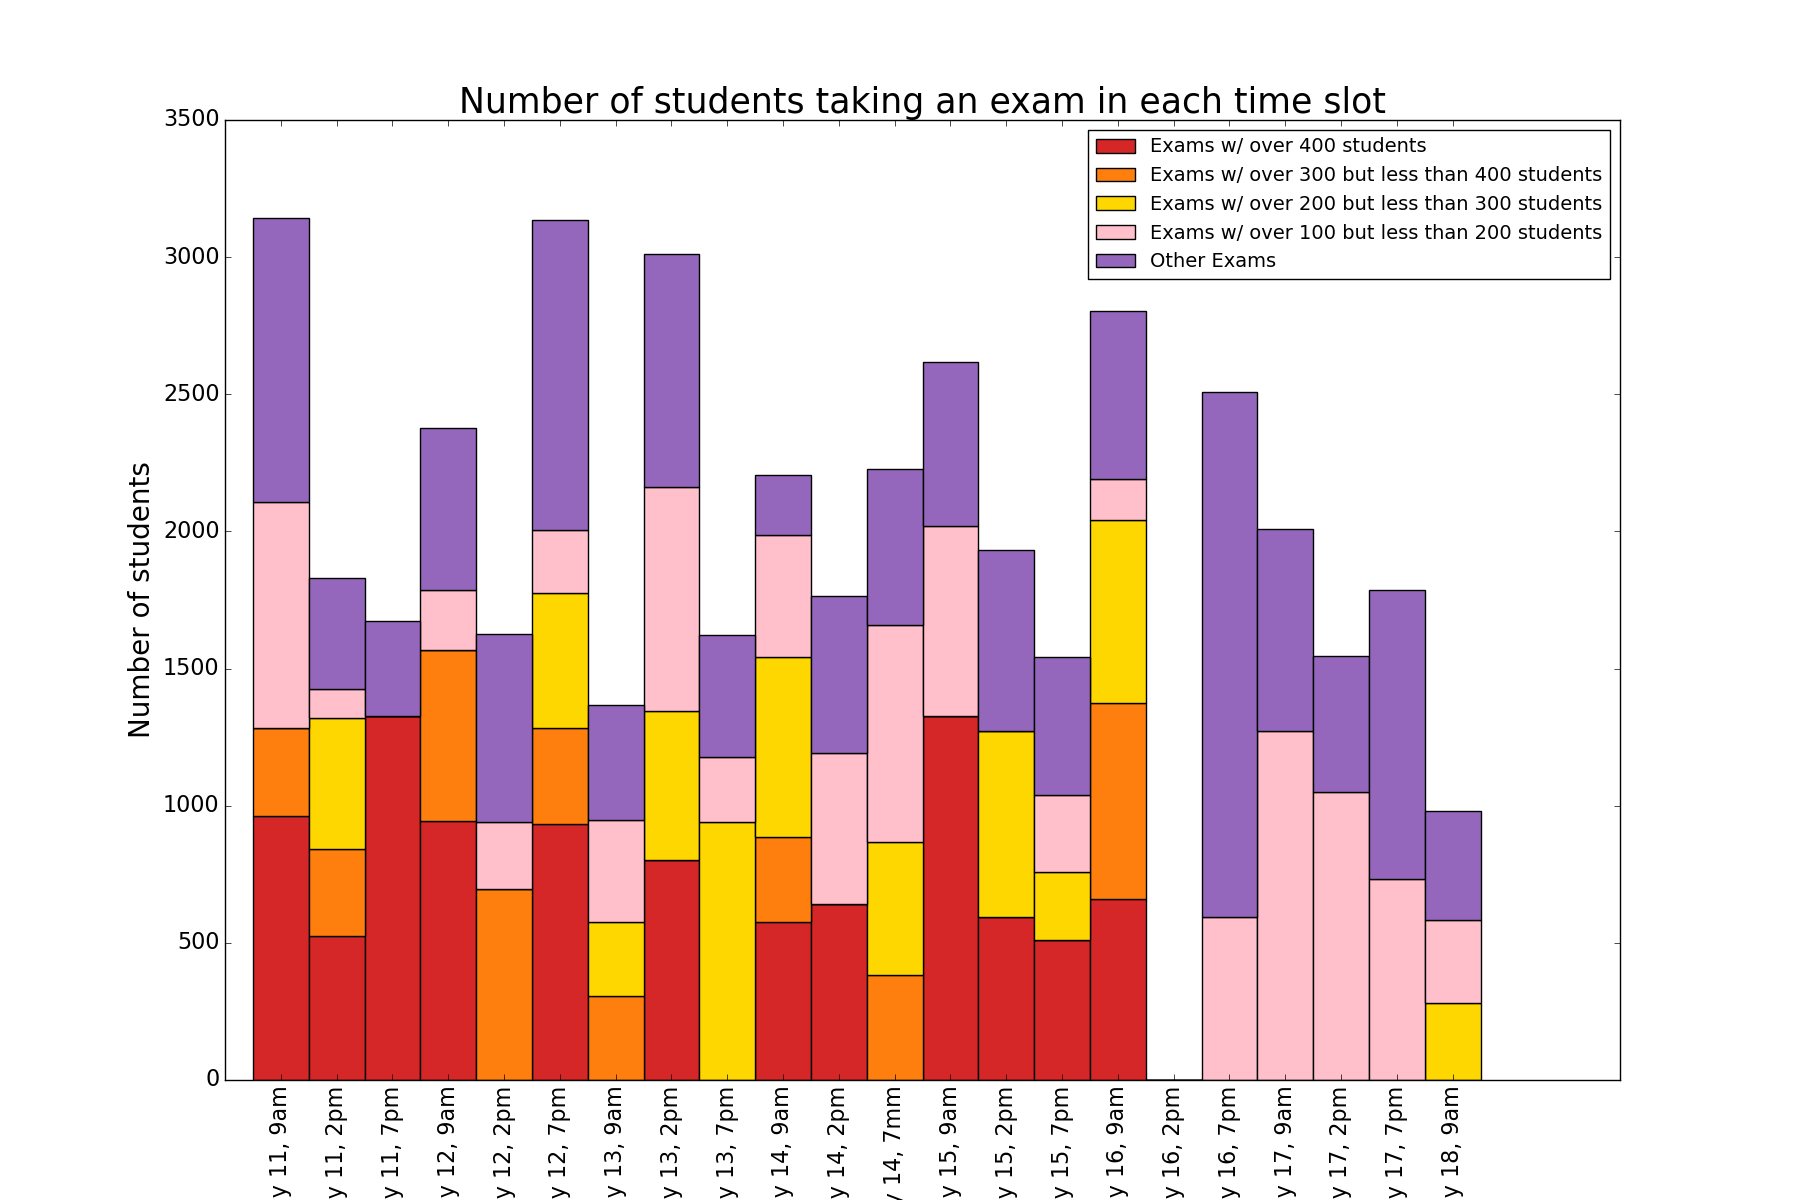 Number of students taking an exam in each time slot
Number of students
3500
3000
2500
2000
1500
1000
500
0
Exams w/ over 400 students
Exams w/ over 300 but less than 400 students
Exams w/ over 200 but less than 300 students
Exams w/ over 100 but less than 200 students
Other Exams
y 11, 9am
y 11, 2pm
y 11, 7pm
y 12, 9am
y 12, 2pm
y 12, 7pm
y 13, 9am
y 13, 2pm
y 13, 7pm
y 14, 9am
y 14, 2pm
y 14, 7mm
y 15, 9am
y 15, 2pm
y 15, 7pm
y 16, 9am
y 16, 2pm
y 16, 7pm
y 17, 9am
y 17, 2pm
y 17, 7pm
y 18, 9am